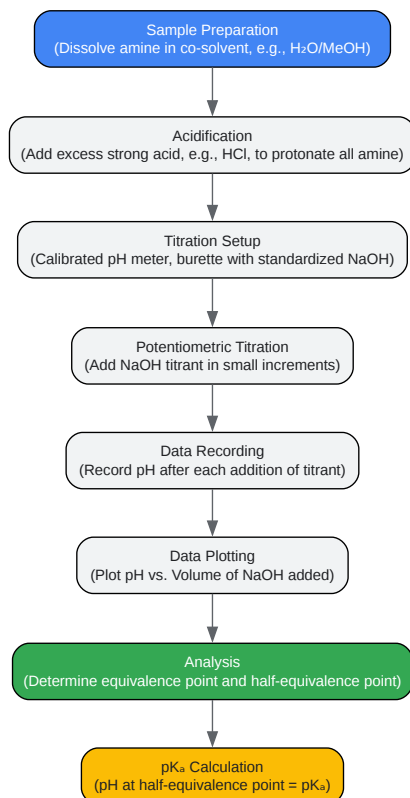 Sample Preparation
(Dissolve amine in co-solvent, e.g., H₂O/MeOH)
Acidification
(Add excess strong acid, e.g., HCl, to protonate all amine)
Titration Setup
(Calibrated pH meter, burette with standardized NaOH)
Potentiometric Titration
(Add NaOH titrant in small increments)
Data Recording
(Record pH after each addition of titrant)
Data Plotting
(Plot pH vs. Volume of NaOH added)
Analysis
(Determine equivalence point and half-equivalence point)
pKₐ Calculation
(pH at half-equivalence point = pKₐ)